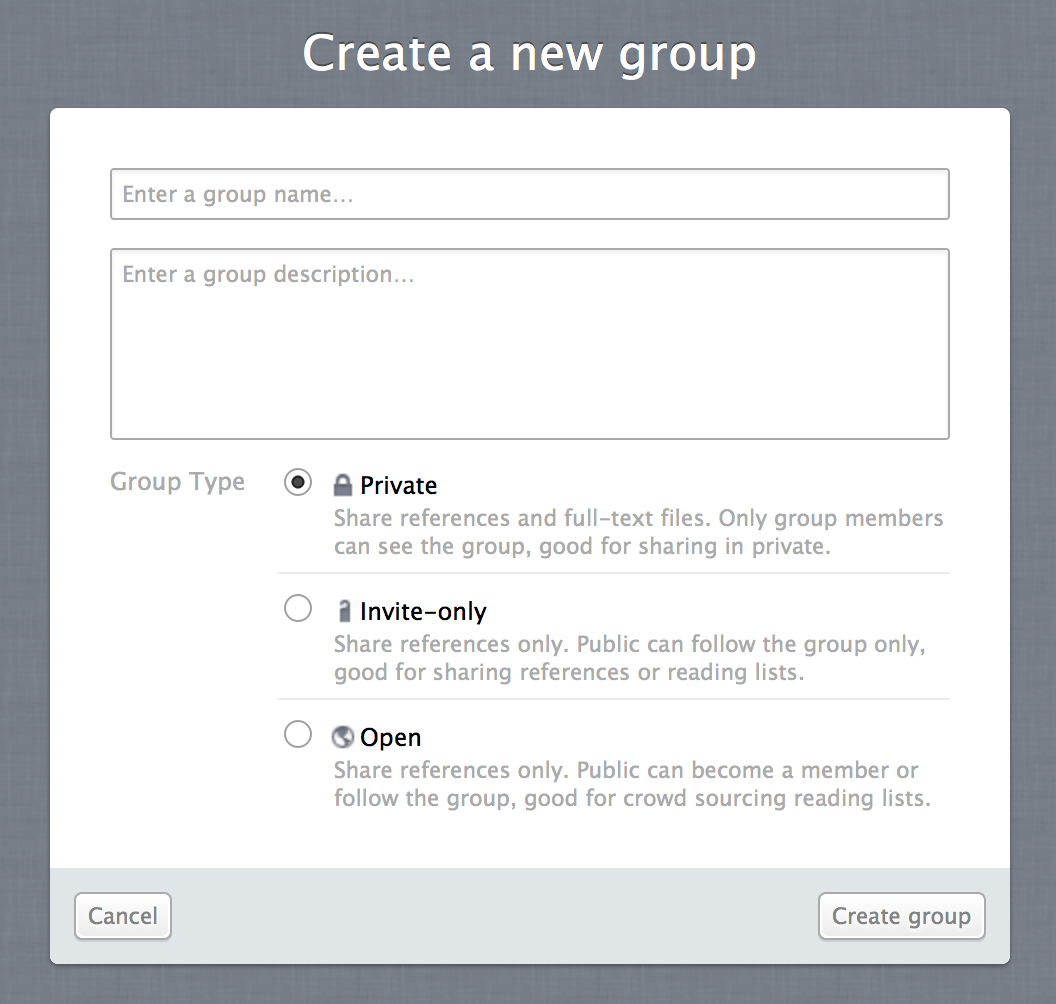 Create a new group
Enter a group name…
Enter a group description…
Group Type
Private
Share references and full-text files. Only group members
can see the group, good for sharing in private.
Invite-only
Share references only. Public can follow the group only,
good for sharing references or reading lists.
Open
Share references only. Public can become a member or
follow the group, good for crowd sourcing reading lists.
Cancel
Create group